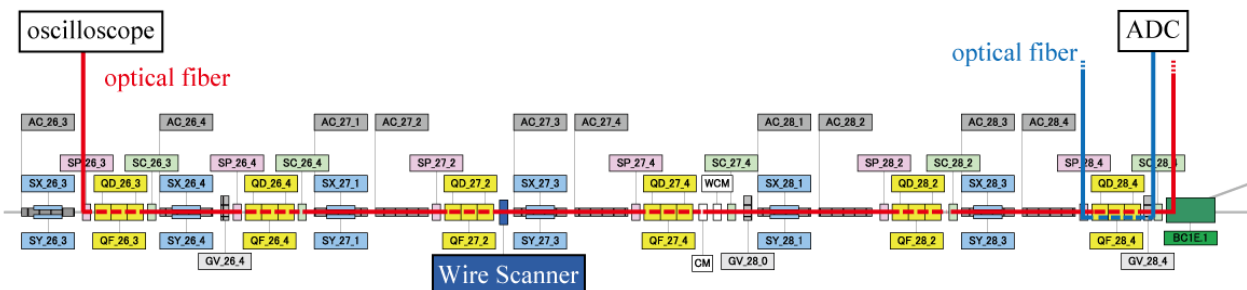 oscilloscope
ADC
optical fiber
optical fiber
AC_26_3
AC_26_4
AC_27_1
AC_27_2
AC_27_3
AC_27_4
AC_28_1
AC_28_2
AC_28_3
AC_28_4
SP_26_3
SC_26_3
SP_26_4
SC_26_4
SP_27_2
SP_27_4
SC_27_4
SP_28_2
SC_28_2
SP_28_4
SC_28_4
SX_26_3
QD_26_3
SX_26_4
QD_26_4
SX_27_1
QD_27_2
SX_27_3
QD_27_4
WCM
SX_28_1
QD_28_2
SX_28_3
QD_28_4
SY_26_3
QF_26_3
SY_26_4
QF_26_4
SY_27_1
QF_27_2
SY_27_3
QF_27_4
SY_28_1
QF_28_2
SY_28_3
QF_28_4
BC1E.1
GV_26_4
Wire Scanner
CM
GV_28_0
GV_28_4